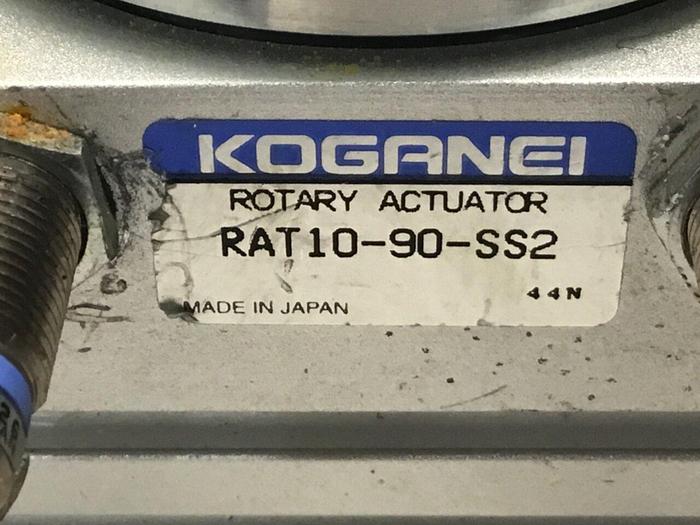 KOGANEI
ROTARY ACTUATOR
RAT10-90-SS2
44N
MADE IN JAPAN